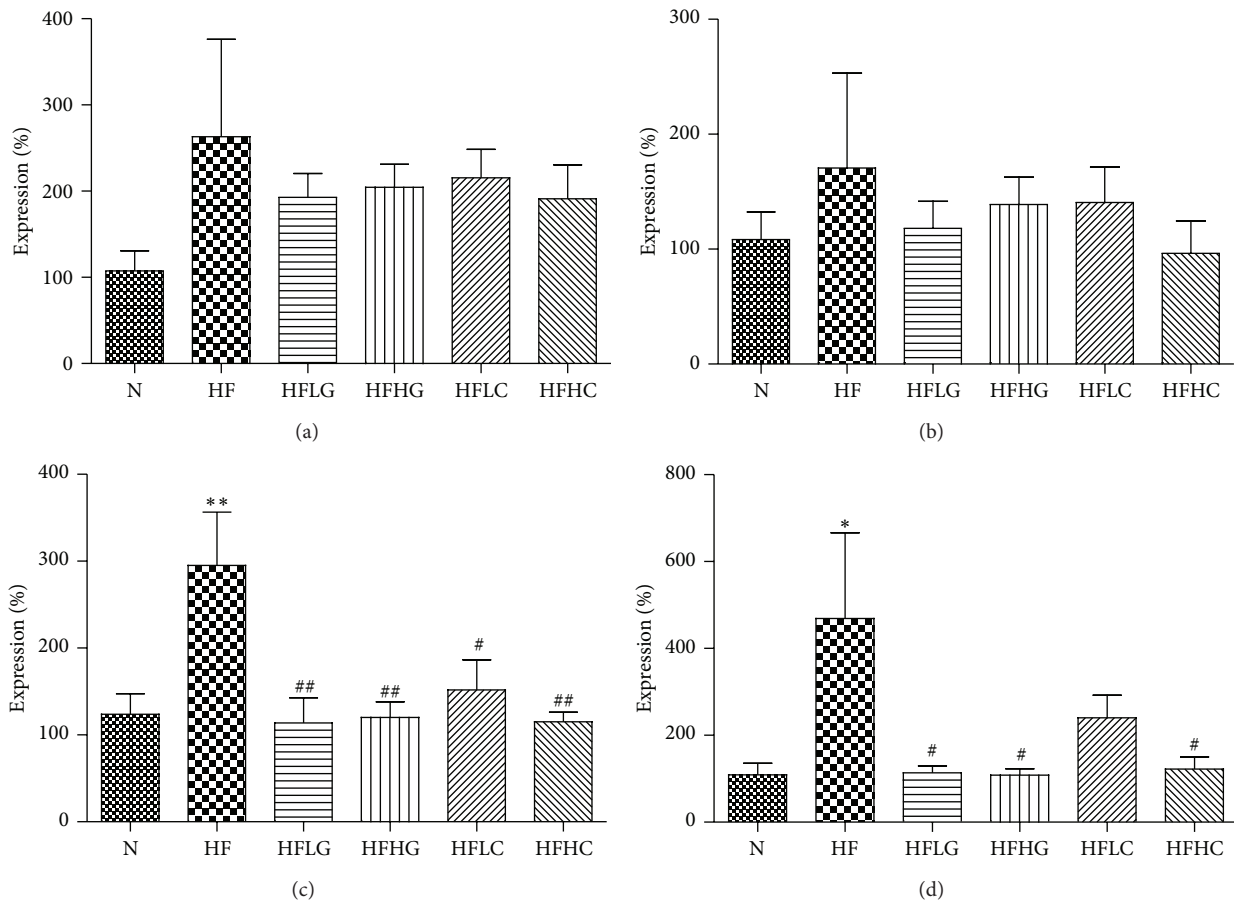 400
300
200
100
0
Expression (%)
N HF HFLG HFHG HFLC HFHC
(a)
300
200
100
0
Expression (%)
N HF HFLG HFHG HFLC HFHC
(b)
400
300
200
100
0
Expression (%)
**
##
##
#
##
N HF HFLG HFHG HFLC HFHC
(c)
800
600
400
200
0
Expression (%)
*
#
#
#
N HF HFLG HFHG HFLC HFHC
(d)